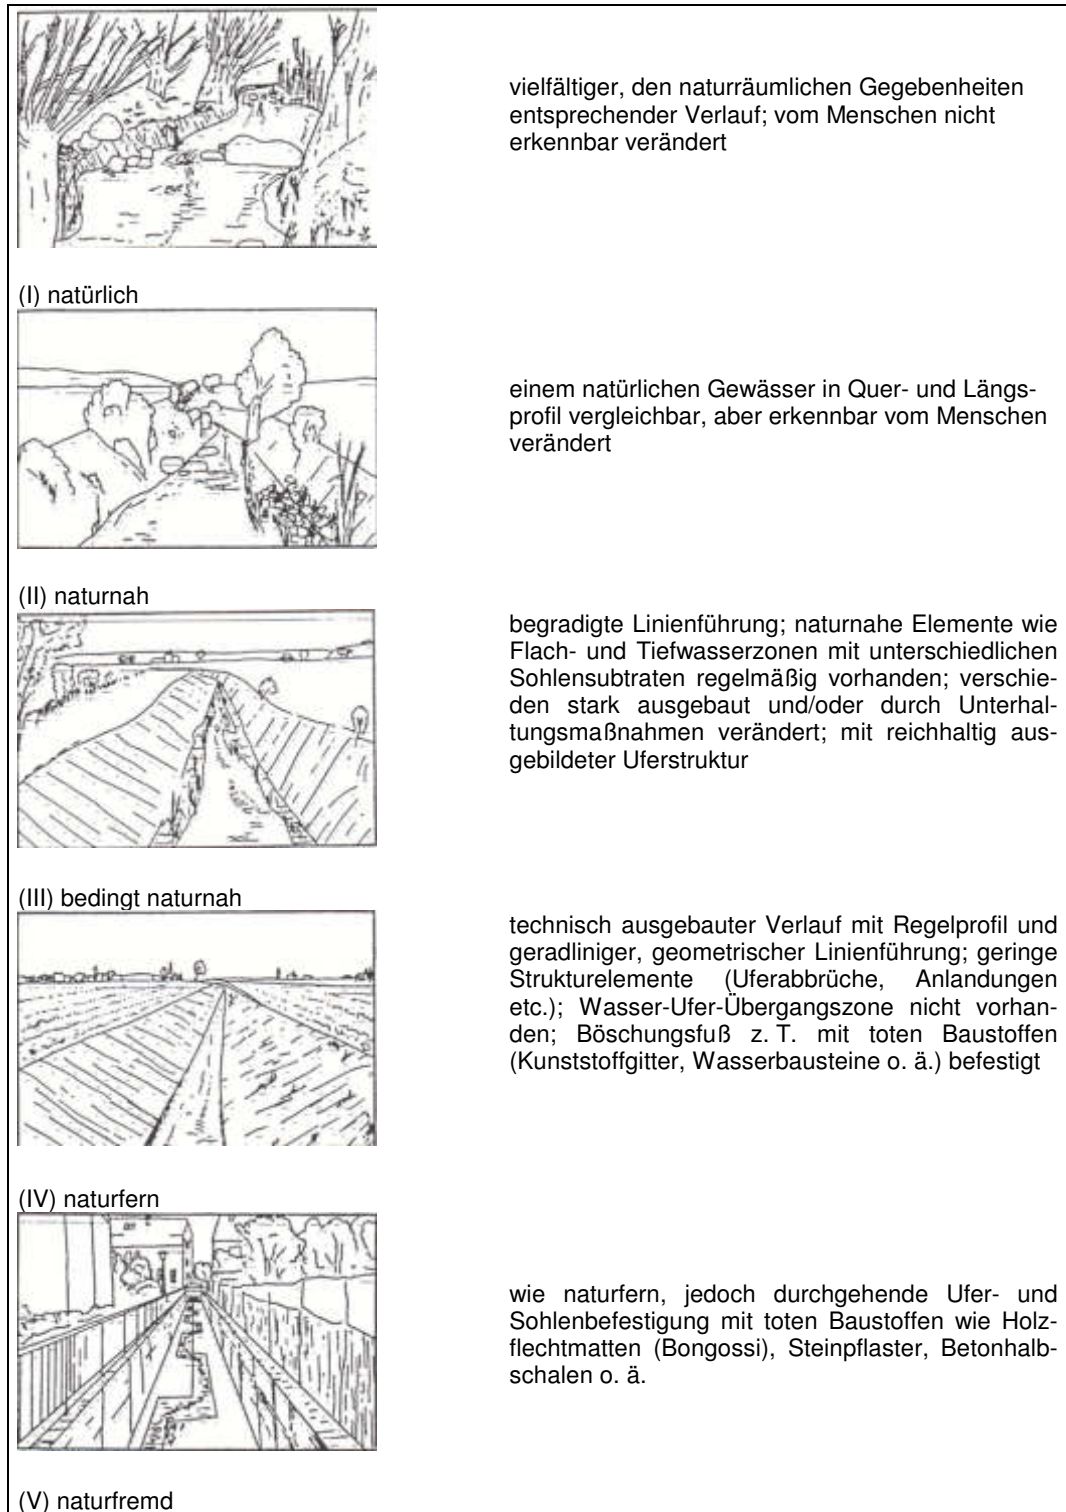 vielfältiger, den naturräumlichen Gegebenheiten
entsprechender Verlauf; vom Menschen nicht
erkennbar verändert
(I) natürlich
einem natürlichen Gewässer in Quer- und Längs-
profil vergleichbar, aber erkennbar vom Menschen
verändert
(II) naturnah
begradigte Linienführung; naturnahe Elemente wie
Flach- und Tiefwasserzonen mit unterschiedlichen
Sohlensubtraten regelmäßig vorhanden; verschie-
den stark ausgebaut und/oder durch Unterhal-
tungsmaßnahmen verändert; mit reichhaltig aus-
gebildeter Uferstruktur
(III) bedingt naturnah
technisch ausgebauter Verlauf mit Regelprofil und
geradliniger, geometrischer Linienführung; geringe
Strukturelemente (Uferabbrüche, Anlandungen
etc.); Wasser-Ufer-Übergangszone nicht vorhan-
den; Böschungsfuß z. T. mit toten Baustoffen
(Kunststoffgitter, Wasserbausteine o. ä.) befestigt
(IV) naturfern
wie naturfern, jedoch durchgehende Ufer- und
Sohlenbefestigung mit toten Baustoffen wie Holz-
flechtmatten (Bongossi), Steinpflaster, Betonhalb-
schalen o. ä.
(V) naturfremd